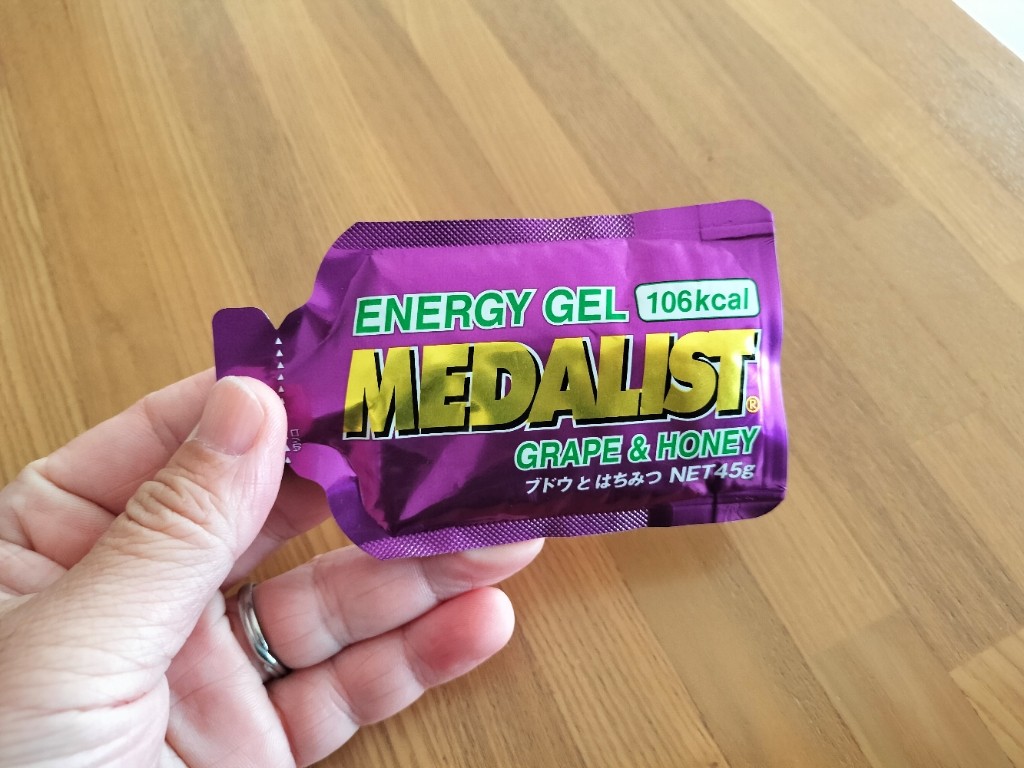 ENERGY GEL 106kcal
MEDALIST®
GRAPE & HONEY
ブドウとはちみつ NET45g